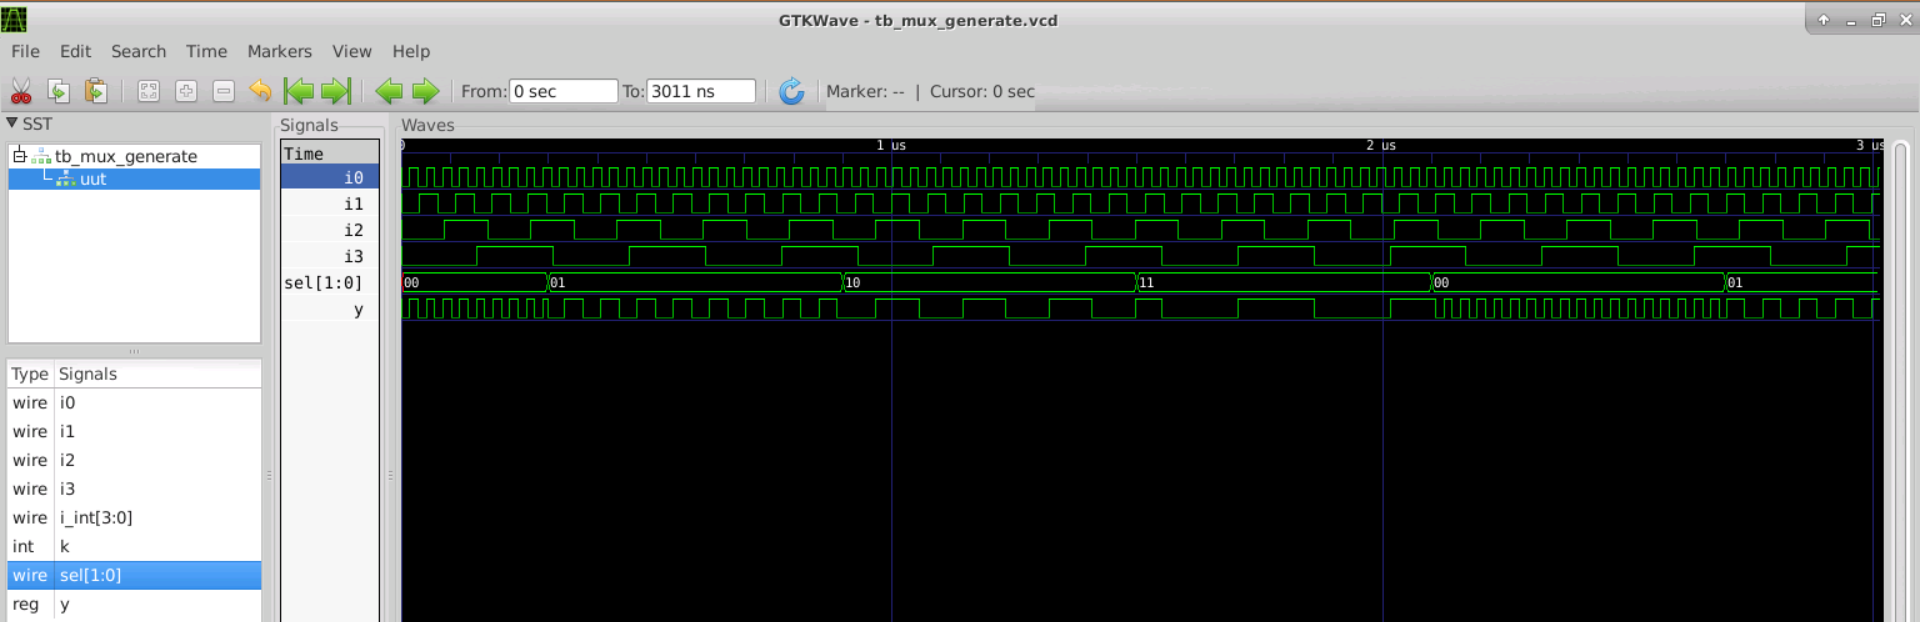 GTKWave - tb_mux_generate.vcd
File Edit Search Time Markers View Help
From: 0 sec To: 3011 ns Marker: -- | Cursor: 0 sec
SST
tb_mux_generate
uut
Type Signals
wire i0
wire i1
wire i2
wire i3
wire i_int[3:0]
int k
wire sel[1:0]
reg y
Signals
Time
i0
i1
i2
i3
sel[1:0]
y
Waves
0 1 us 2 us 3 us
00 01 10 11 00 01